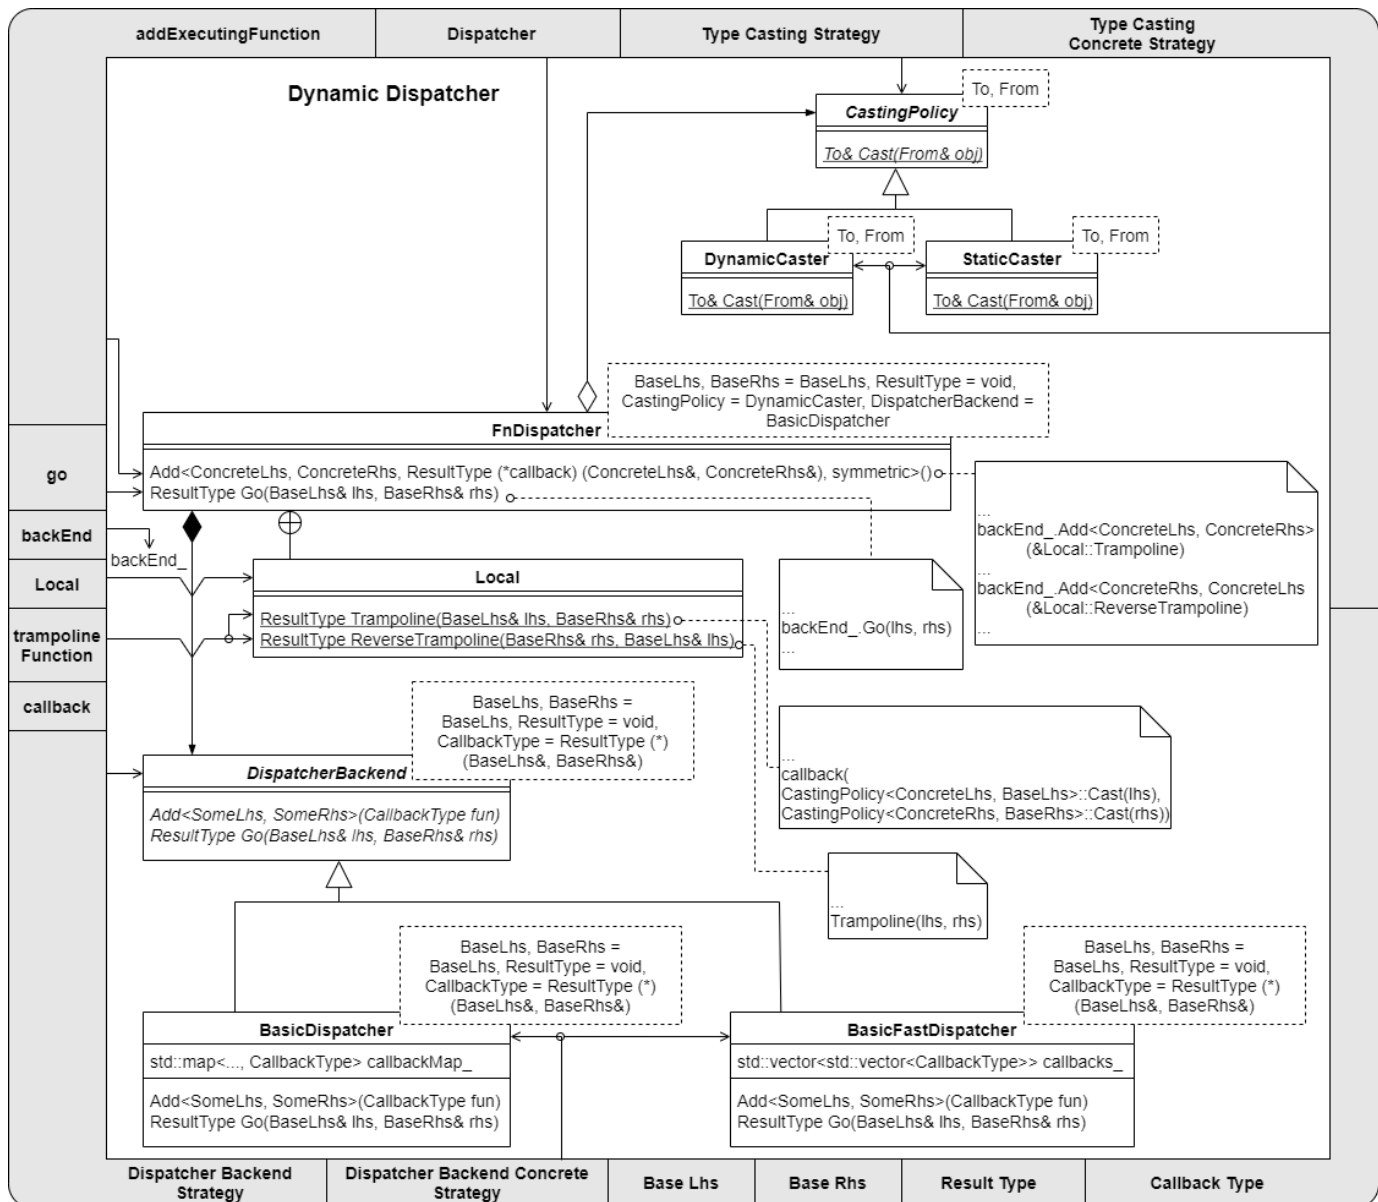 addExecutingFunction
Dispatcher
Type Casting Strategy
Type Casting
Concrete Strategy
Dynamic Dispatcher
To, From
CastingPolicy
To& Cast(From& obj)
To, From
To, From
DynamicCaster
StaticCaster
To& Cast(From& obj)
To& Cast(From& obj)
BaseLhs, BaseRhs = BaseLhs, ResultType = void,
CastingPolicy = DynamicCaster, DispatcherBackend =
BasicDispatcher
FnDispatcher
Add<ConcreteLhs, ConcreteRhs, ResultType (*callback) (ConcreteLhs&, ConcreteRhs&), symmetric>()
ResultType Go(BaseLhs& lhs, BaseRhs& rhs)
go
backEnd
Local
trampoline
Function
callback
backEnd_
...
backEnd_.Add<ConcreteLhs, ConcreteRhs>
(&Local::Trampoline)
...
backEnd_.Add<ConcreteRhs, ConcreteLhs
(&Local::ReverseTrampoline)
...
Local
ResultType Trampoline(BaseLhs& lhs, BaseRhs& rhs)
ResultType ReverseTrampoline(BaseRhs& rhs, BaseLhs& lhs)
...
backEnd_.Go(lhs, rhs)
...
BaseLhs, BaseRhs =
BaseLhs, ResultType = void,
CallbackType = ResultType (*)
(BaseLhs&, BaseRhs&)
DispatcherBackend
Add<SomeLhs, SomeRhs>(CallbackType fun)
ResultType Go(BaseLhs& lhs, BaseRhs& rhs)
...
callback(
CastingPolicy<ConcreteLhs, BaseLhs>::Cast(lhs),
CastingPolicy<ConcreteRhs, BaseRhs>::Cast(rhs))
...
Trampoline(lhs, rhs)
BaseLhs, BaseRhs =
BaseLhs, ResultType = void,
CallbackType = ResultType (*)
(BaseLhs&, BaseRhs&)
BasicDispatcher
std::map<..., CallbackType> callbackMap_
Add<SomeLhs, SomeRhs>(CallbackType fun)
ResultType Go(BaseLhs& lhs, BaseRhs& rhs)
BaseLhs, BaseRhs =
BaseLhs, ResultType = void,
CallbackType = ResultType (*)
(BaseLhs&, BaseRhs&)
BasicFastDispatcher
std::vector<std::vector<CallbackType>> callbacks_
Add<SomeLhs, SomeRhs>(CallbackType fun)
ResultType Go(BaseLhs& lhs, BaseRhs& rhs)
Dispatcher Backend
Strategy
Dispatcher Backend Concrete
Strategy
Base Lhs
Base Rhs
Result Type
Callback Type